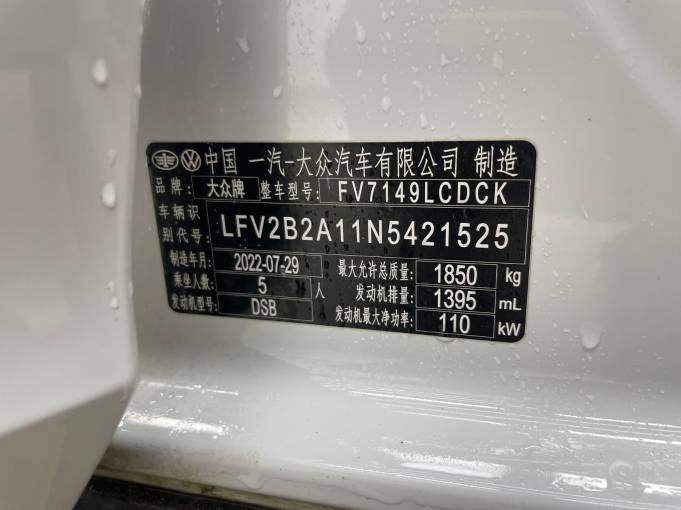 中国 一汽-大众汽车有限公司 制造
品牌: 大众牌 整车型号: FV7149LCDCK
车辆识别代号: LFV2B2A11N5421525
制造年月: 2022-07-29 最大允许总质量: 1850 kg
乘坐人数: 5 人 发动机排量: 1395 mL
发动机型号: DSB 发动机最大净功率: 110 kW